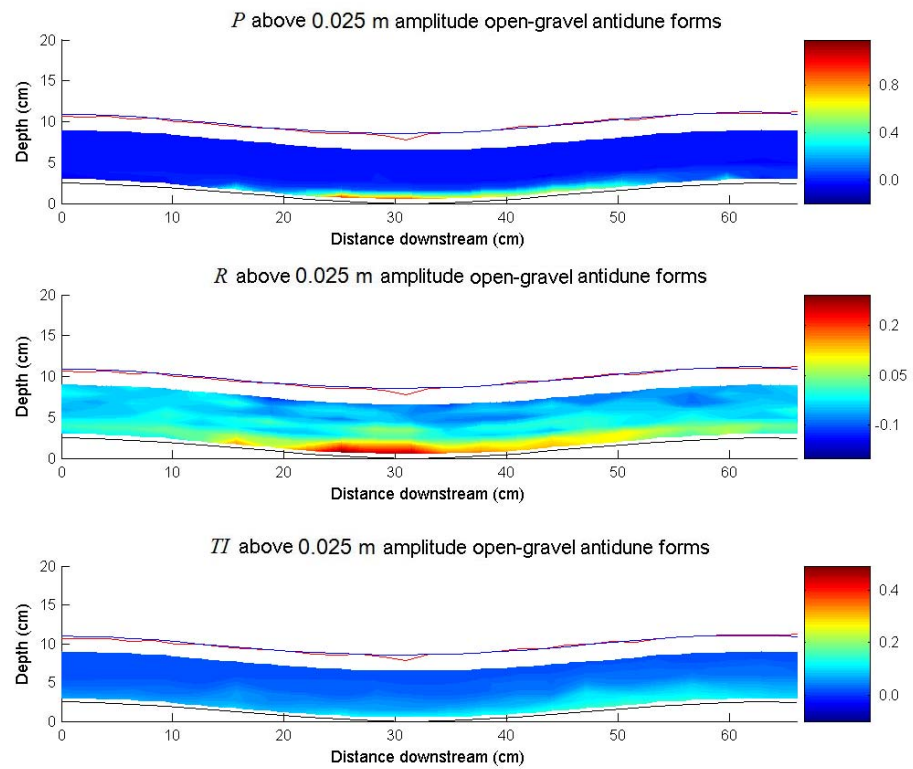 P above 0.025 m amplitude open-gravel antidune forms
20
15
10
5
0
Depth (cm)
0 10 20 30 40 50 60
Distance downstream (cm)
0.8
0.4
0.0
R above 0.025 m amplitude open-gravel antidune forms
20
15
10
5
0
Depth (cm)
0 10 20 30 40 50 60
Distance downstream (cm)
0.2
0.05
-0.1
TI above 0.025 m amplitude open-gravel antidune forms
20
15
10
5
0
Depth (cm)
0 10 20 30 40 50 60
Distance downstream (cm)
0.4
0.2
0.0